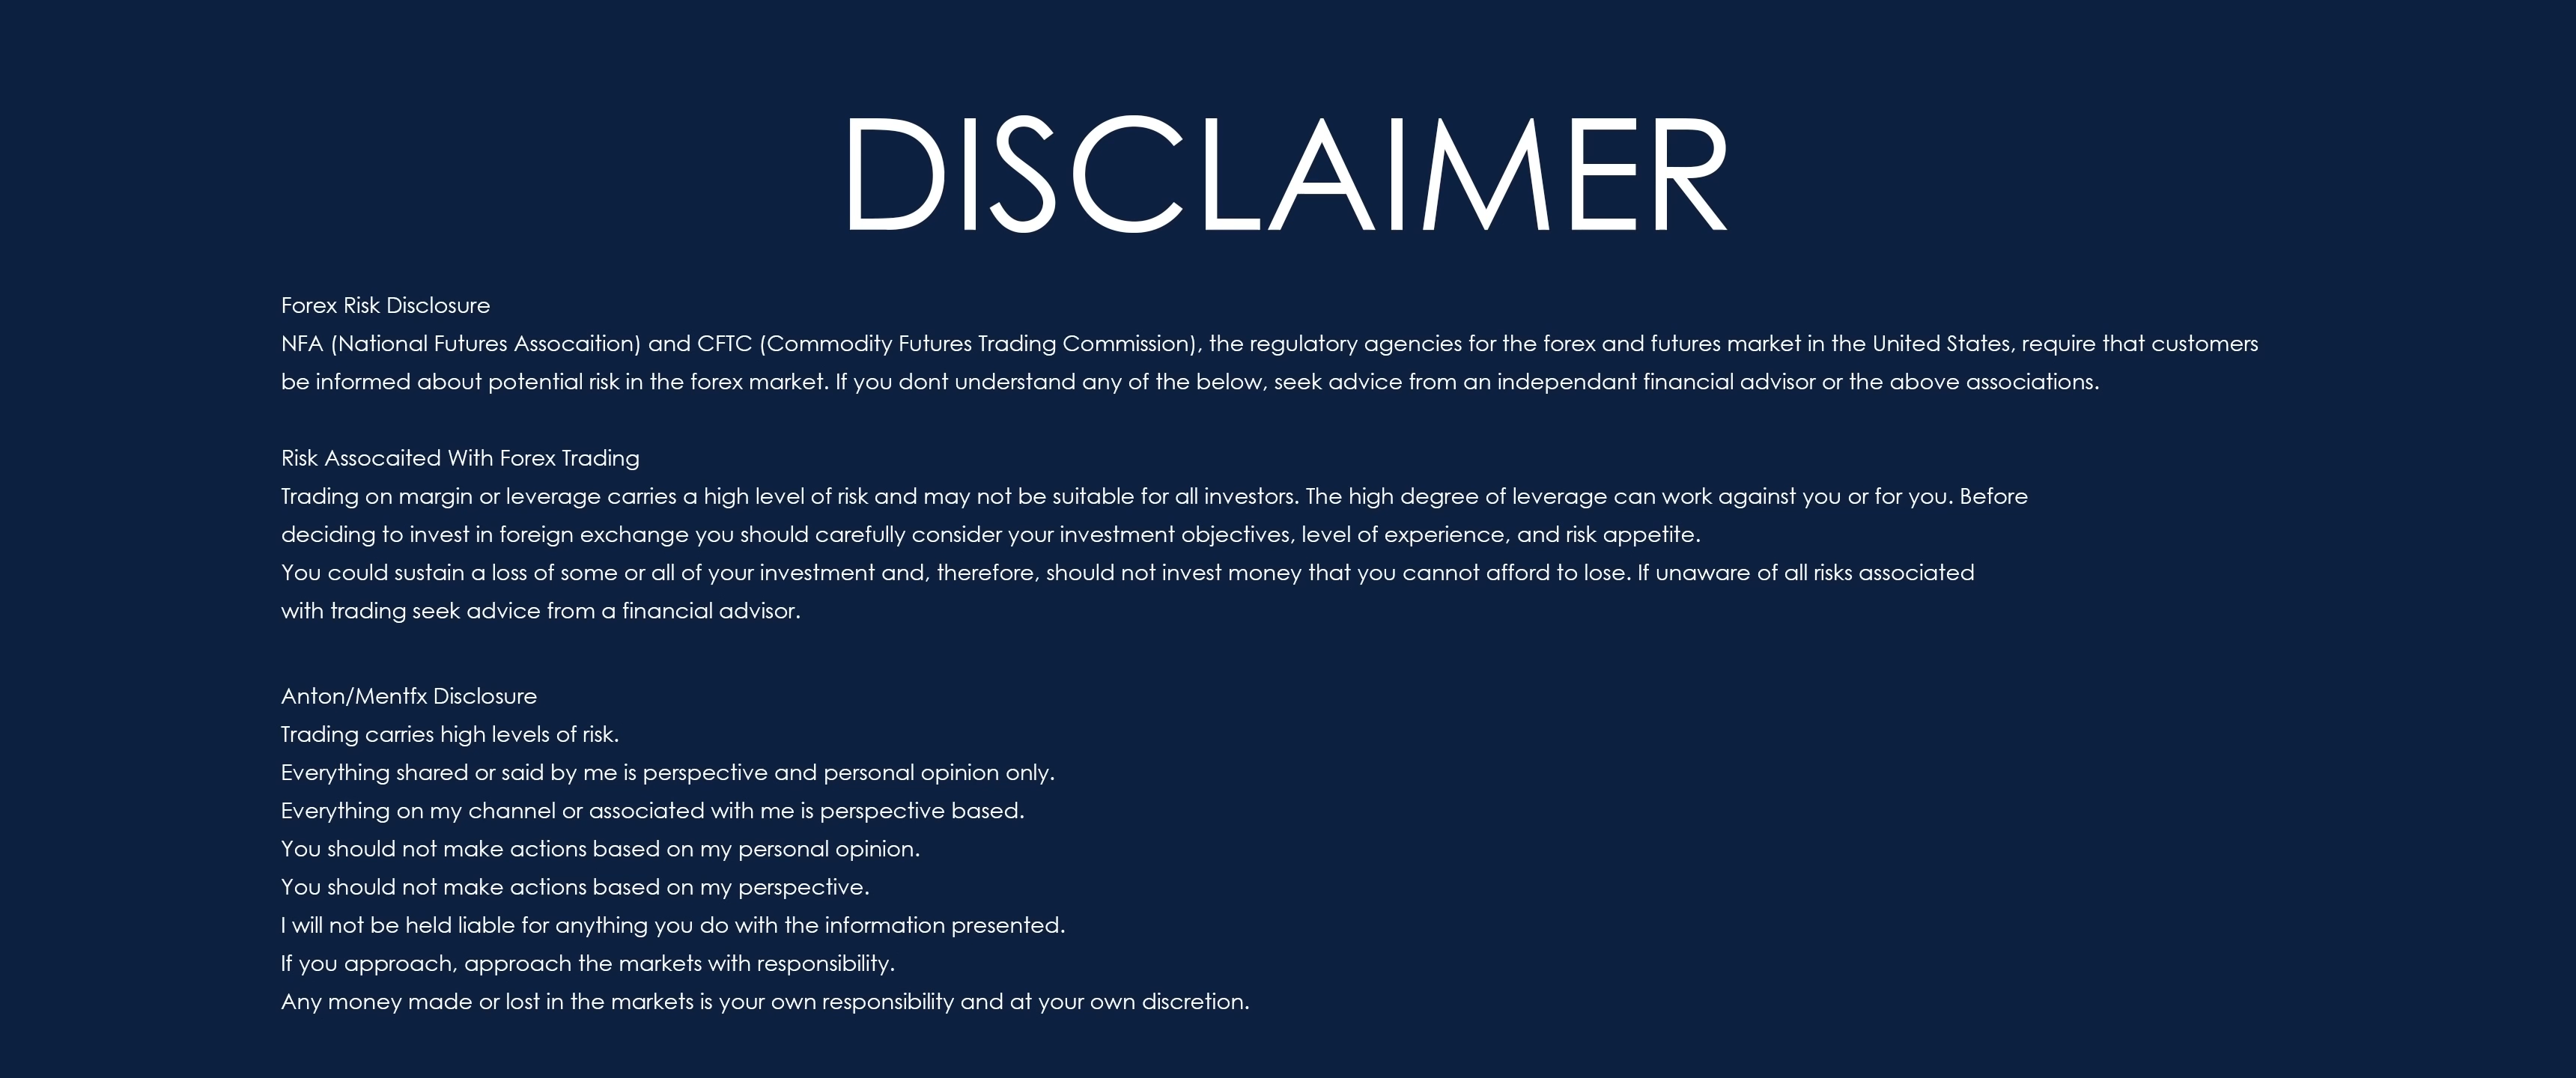 DISCLAIMER
Forex Risk Disclosure
NFA (National Futures Assocaition) and CFTC (Commodity Futures Trading Commission), the regulatory agencies for the forex and futures market in the United States, require that customers
be informed about potential risk in the forex market. If you dont understand any of the below, seek advice from an independant financial advisor or the above associations.
Risk Assocaited With Forex Trading
Trading on margin or leverage carries a high level of risk and may not be suitable for all investors. The high degree of leverage can work against you or for you. Before
deciding to invest in foreign exchange you should carefully consider your investment objectives, level of experience, and risk appetite.
You could sustain a loss of some or all of your investment and, therefore, should not invest money that you cannot afford to lose. If unaware of all risks associated
with trading seek advice from a financial advisor.
Anton/Mentfx Disclosure
Trading carries high levels of risk.
Everything shared or said by me is perspective and personal opinion only.
Everything on my channel or associated with me is perspective based.
You should not make actions based on my personal opinion.
You should not make actions based on my perspective.
I will not be held liable for anything you do with the information presented.
If you approach, approach the markets with responsibility.
Any money made or lost in the markets is your own responsibility and at your own discretion.